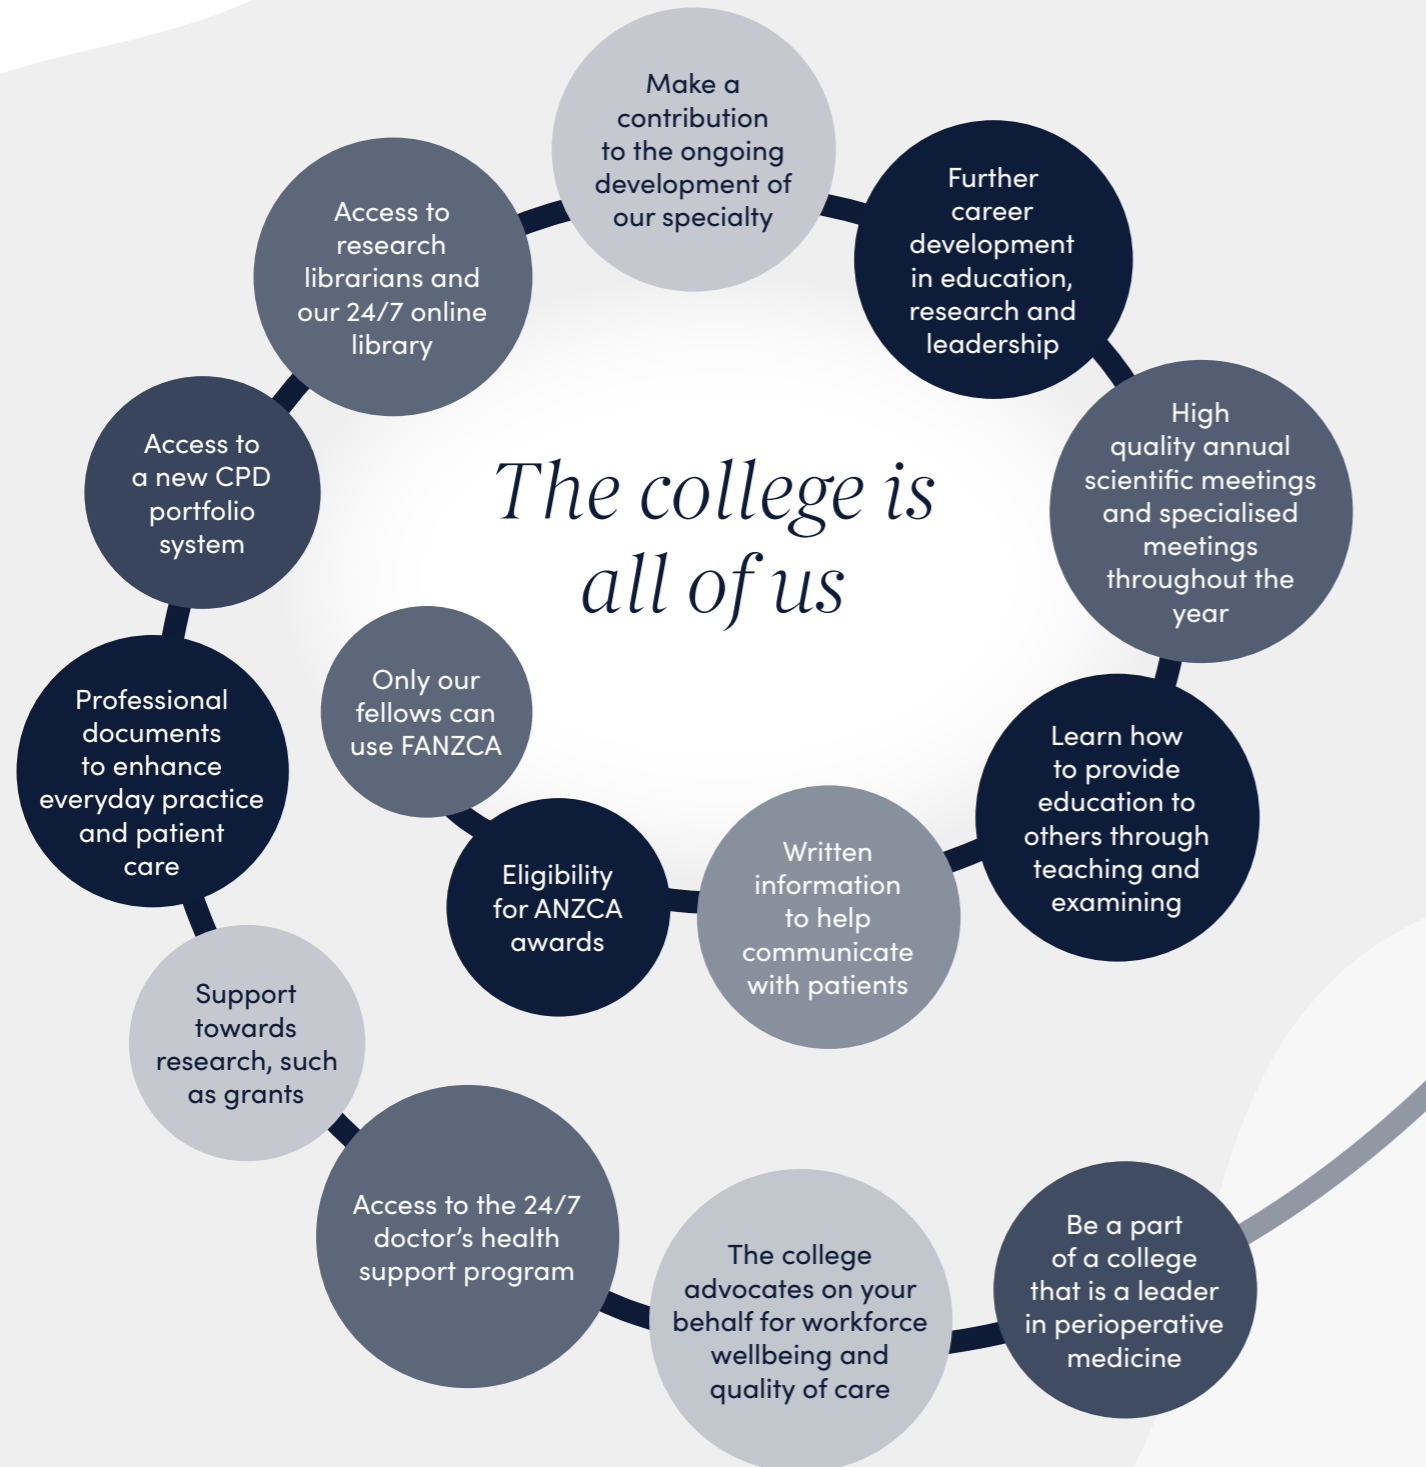 Make a
contribution
to the ongoing
development of
our specialty
Further
career
development
in education,
research and
leadership
Access to
research
librarians and
our 24/7 online
library
High
quality annual
scientific meetings
and specialised
meetings
throughout the
year
Access to
a new CPD
portfolio
system
The college is
all of us
Only our
fellows can
use FANZCA
Professional
documents
to enhance
everyday practice
and patient
care
Learn how
to provide
education to
others through
teaching and
examining
Written
information
to help
communicate
with patients
Eligibility
for ANZCA
awards
Support
towards
research, such
as grants
Access to the 24/7
doctor’s health
support program
The college
advocates on your
behalf for workforce
wellbeing and
quality of care
Be a part
of a college
that is a leader
in perioperative
medicine